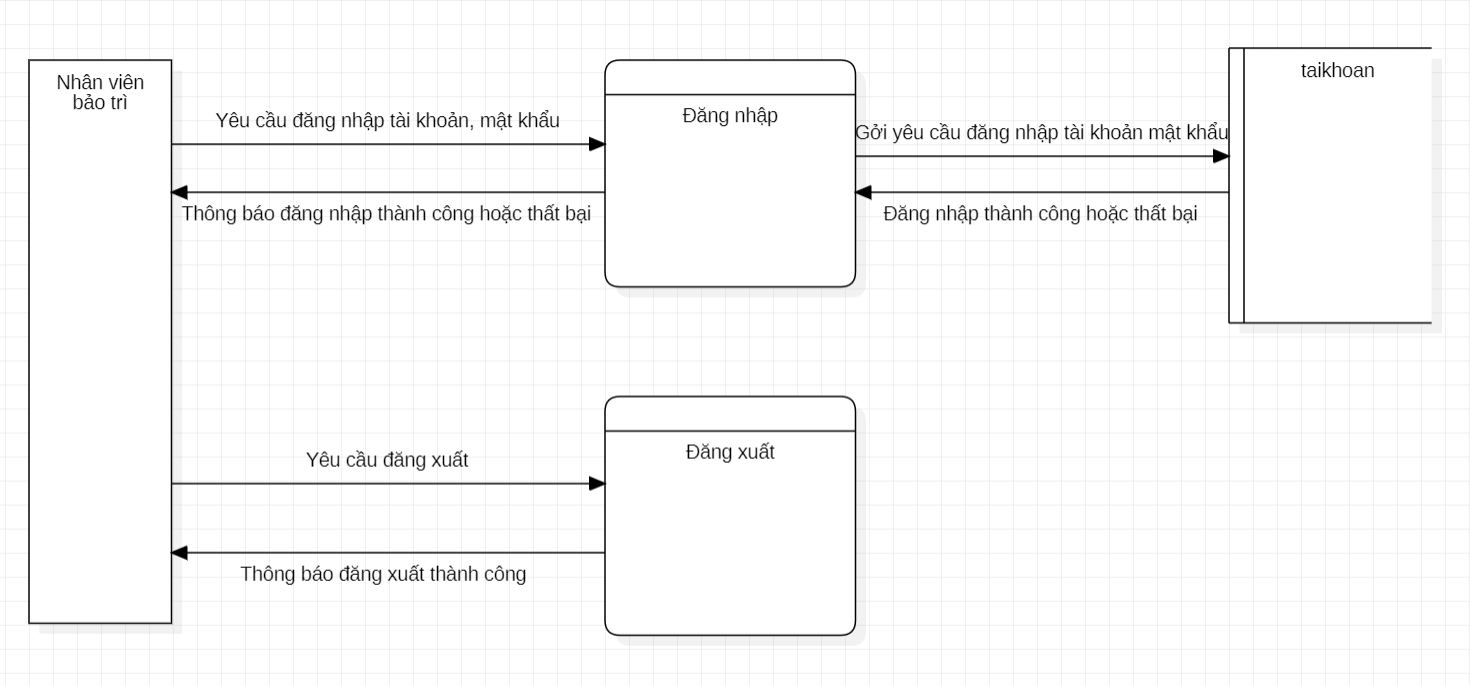 Nhân viên
bảo trì
Yêu cầu đăng nhập tài khoản, mật khẩu
Thông báo đăng nhập thành công hoặc thất bại
Đăng nhập
Gởi yêu cầu đăng nhập tài khoản mật khẩu
Đăng nhập thành công hoặc thất bại
taikhoan
Yêu cầu đăng xuất
Thông báo đăng xuất thành công
Đăng xuất